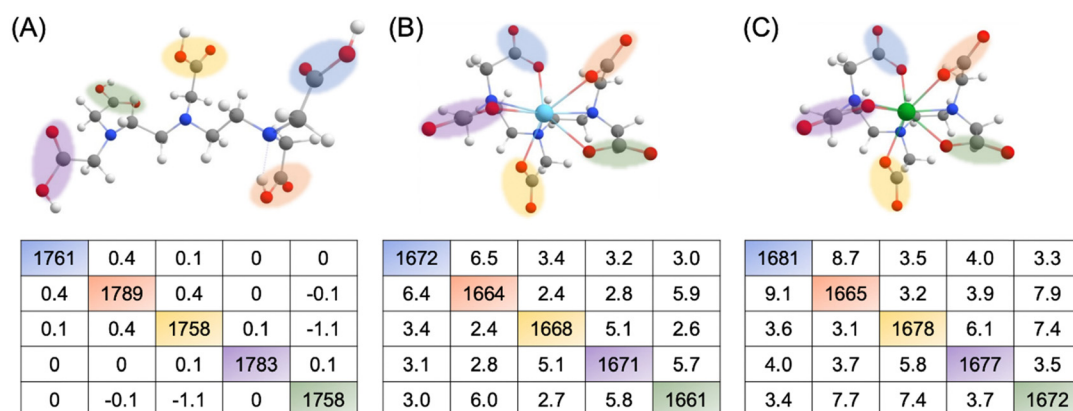 (A) (B) (C)
1761 0.4 0.1 0 0 1672 6.5 3.4 3.2 3.0 1681 8.7 3.5 4.0 3.3
0.4 1789 0.4 0 -0.1 6.4 1664 2.4 2.8 5.9 9.1 1665 3.2 3.9 7.9
0.1 0.4 1758 0.1 -1.1 3.4 2.4 1668 5.1 2.6 3.6 3.1 1678 6.1 7.4
0 0 0.1 1783 0.1 3.1 2.8 5.1 1671 5.7 4.0 3.7 5.8 1677 3.5
0 -0.1 -1.1 0 1758 3.0 6.0 2.7 5.8 1661 3.4 7.7 7.4 3.7 1672